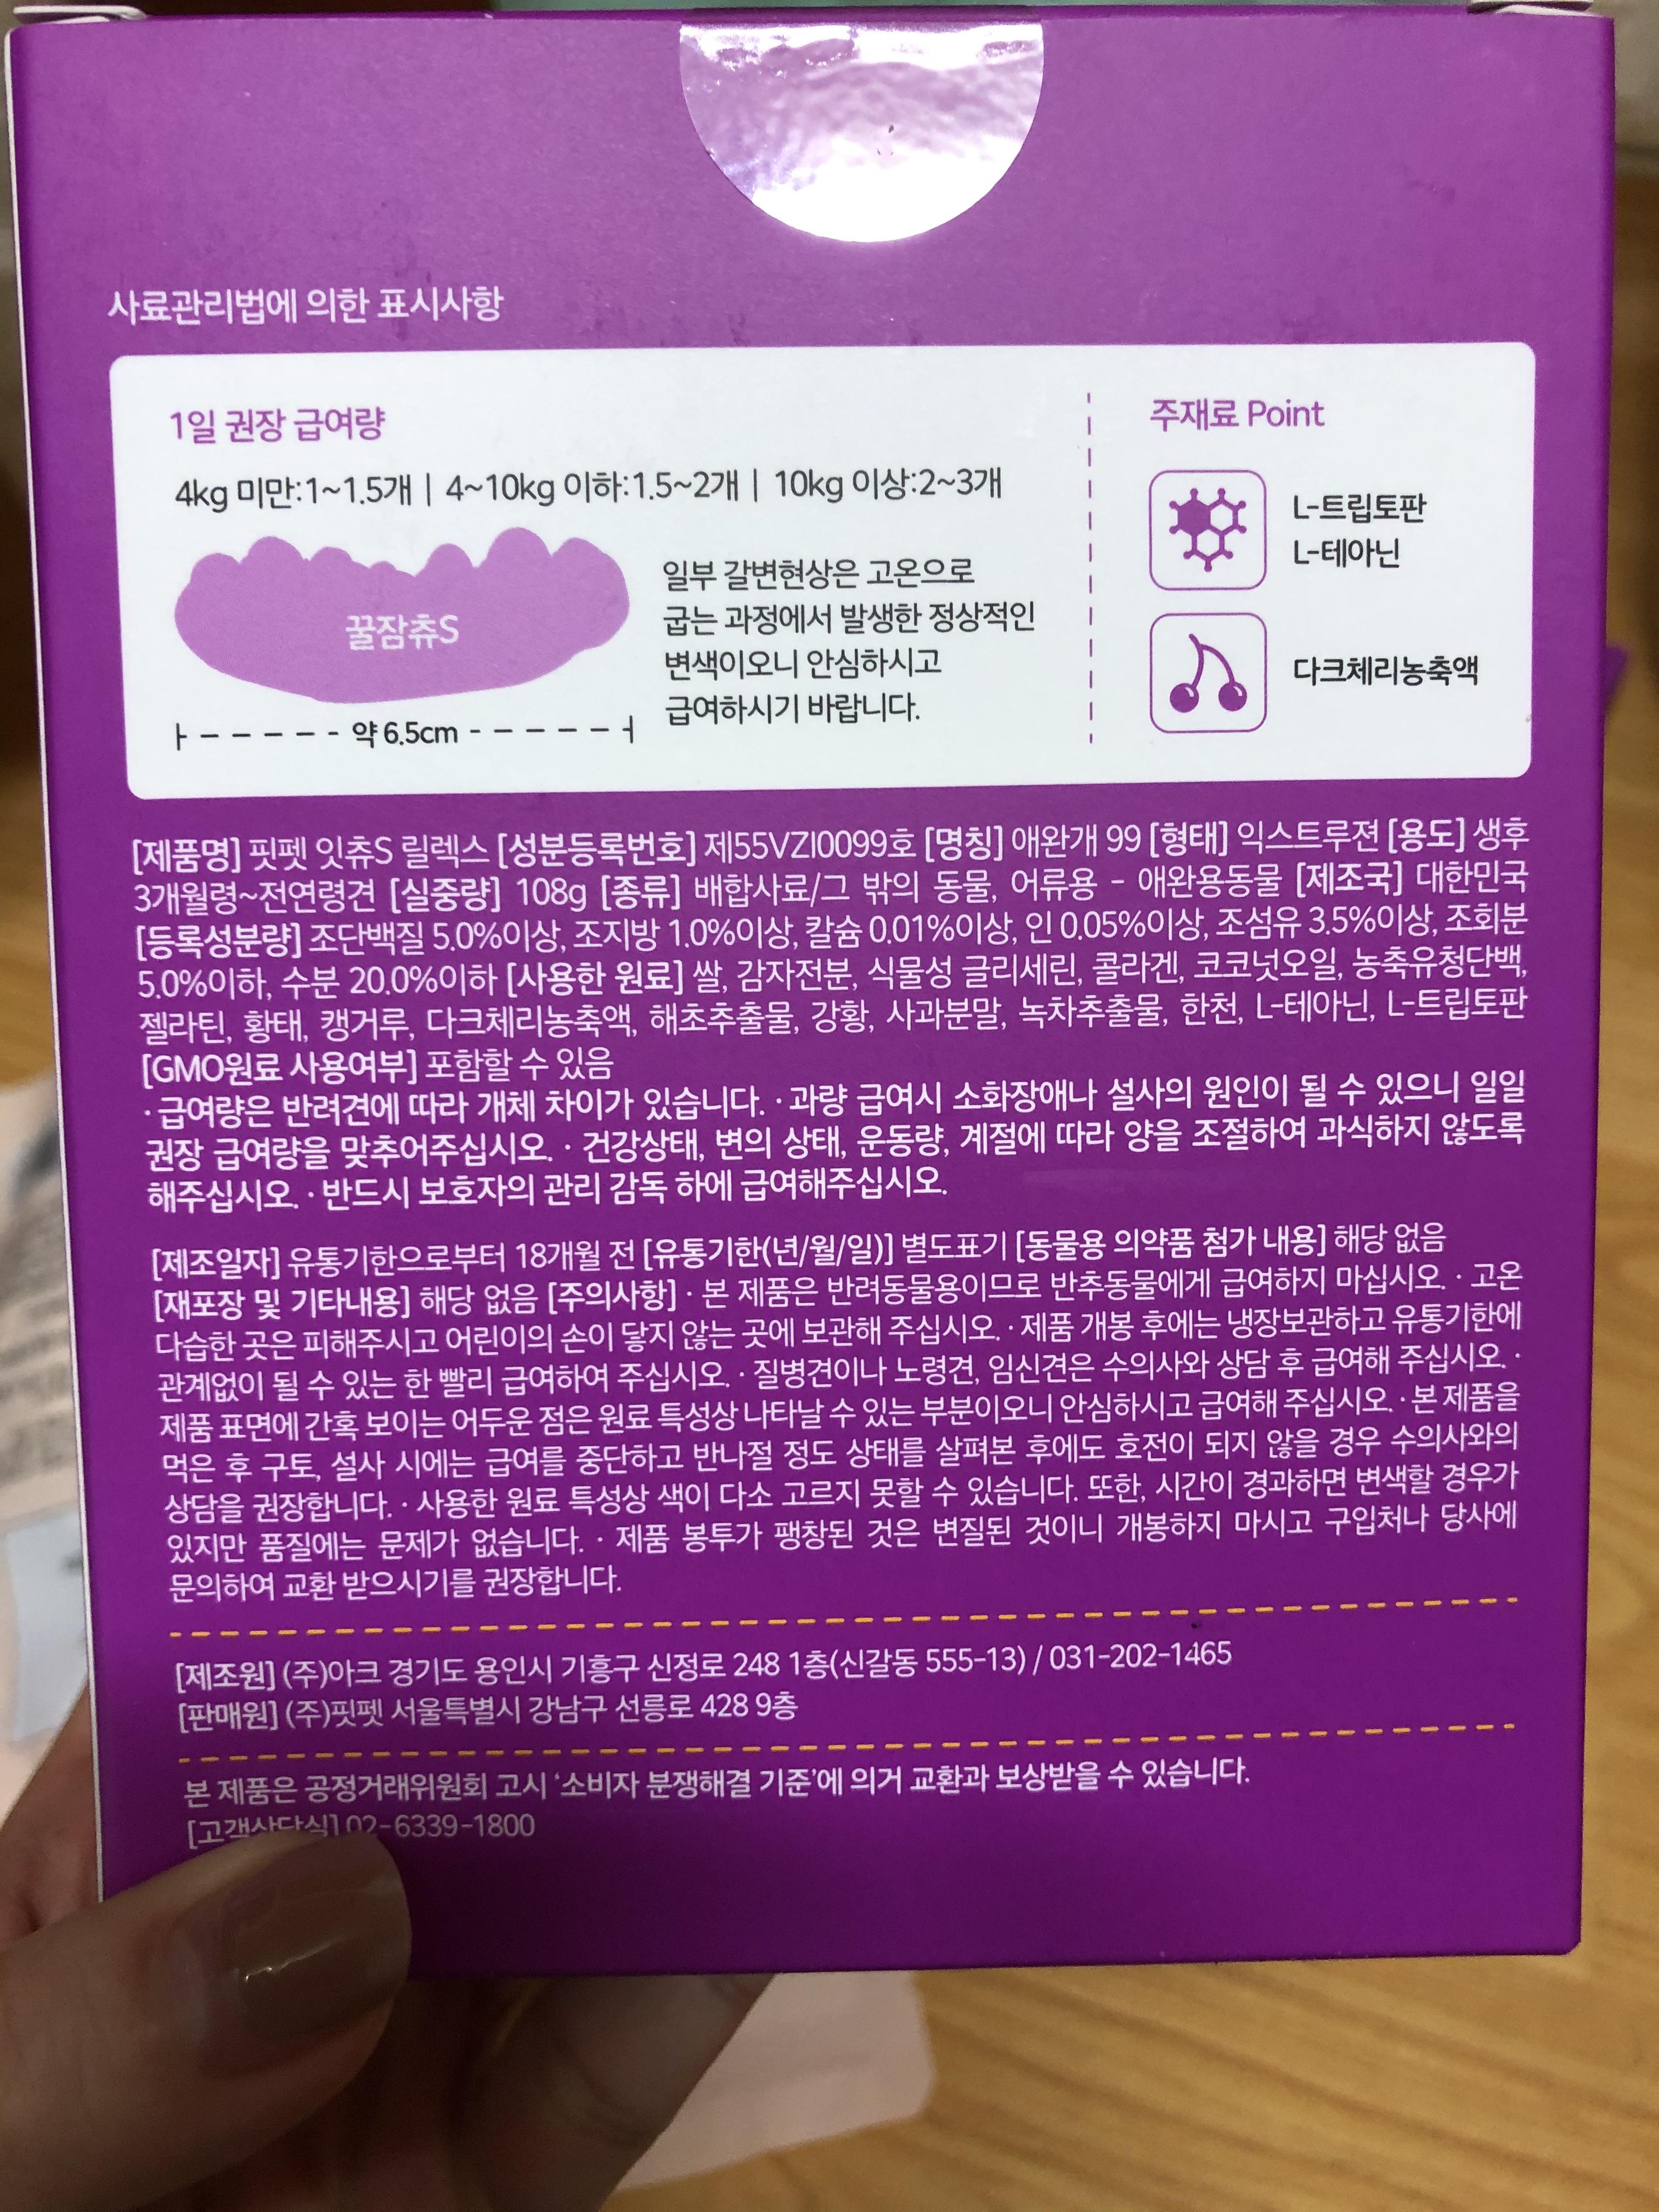 사료관리법에 의한 표시사항
1일 권장 급여량
4kg 미만:1~1.5개 | 4~10kg 이하:1.5~2개 | 10kg 이상:2~3개
꿀잠츄S
약 6.5cm
일부 갈변현상은 고온으로
굽는 과정에서 발생한 정상적인
변색이오니 안심하시고
급여하시기 바랍니다.
주재료 Point
L-트립토판
L-테아닌
다크체리농축액
[제품명] 핏펫 잇츄S 릴렉스 [성분등록번호] 제55VZI0099호 [명칭] 애완개 99 [형태] 익스트루젼 [용도] 생후
3개월령~전연령견 [실중량] 108g [종류] 배합사료/그 밖의 동물, 어류용 - 애완용동물 [제조국] 대한민국
[등록성분량] 조단백질 5.0%이상, 조지방 1.0%이상, 칼슘 0.01%이상, 인 0.05%이상, 조섬유 3.5%이상, 조회분
5.0%이하, 수분 20.0%이하 [사용한 원료] 쌀, 감자전분, 식물성 글리세린, 콜라겐, 코코넛오일, 농축유청단백,
젤라틴, 황태, 캥거루, 다크체리농축액, 해초추출물, 강황, 사과분말, 녹차추출물, 한천, L-테아닌, L-트립토판
[GMO원료 사용여부] 포함할 수 있음
· 급여량은 반려견에 따라 개체 차이가 있습니다. · 과량 급여시 소화장애나 설사의 원인이 될 수 있으니 일일
권장 급여량을 맞추어주십시오. · 건강상태, 변의 상태, 운동량, 계절에 따라 양을 조절하여 과식하지 않도록
해주십시오. · 반드시 보호자의 관리 감독 하에 급여해주십시오.
[제조일자] 유통기한으로부터 18개월 전 [유통기한(년/월/일)] 별도표기 [동물용 의약품 첨가 내용] 해당 없음
[재포장 및 기타내용] 해당 없음 [주의사항] · 본 제품은 반려동물용이므로 반추동물에게 급여하지 마십시오. · 고온
다습한 곳은 피해주시고 어린이의 손이 닿지 않는 곳에 보관해 주십시오. · 제품 개봉 후에는 냉장보관하고 유통기한에
관계없이 될 수 있는 한 빨리 급여하여 주십시오. · 질병견이나 노령견, 임신견은 수의사와 상담 후 급여해 주십시오. ·
제품 표면에 간혹 보이는 어두운 점은 원료 특성상 나타날 수 있는 부분이오니 안심하시고 급여해 주십시오. · 본 제품을
먹은 후 구토, 설사 시에는 급여를 중단하고 반나절 정도 상태를 살펴본 후에도 호전이 되지 않을 경우 수의사와의
상담을 권장합니다. · 사용한 원료 특성상 색이 다소 고르지 못할 수 있습니다. 또한, 시간이 경과하면 변색할 경우가
있지만 품질에는 문제가 없습니다. · 제품 봉투가 팽창된 것은 변질된 것이니 개봉하지 마시고 구입처나 당사에
문의하여 교환 받으시기를 권장합니다.
[제조원] (주)아크 경기도 용인시 기흥구 신정로 248 1층(신갈동 555-13) / 031-202-1465
[판매원] (주)핏펫 서울특별시 강남구 선릉로 428 9층
본 제품은 공정거래위원회 고시 '소비자 분쟁해결 기준'에 의거 교환과 보상받을 수 있습니다.
[고객상담실] 02-6339-1800